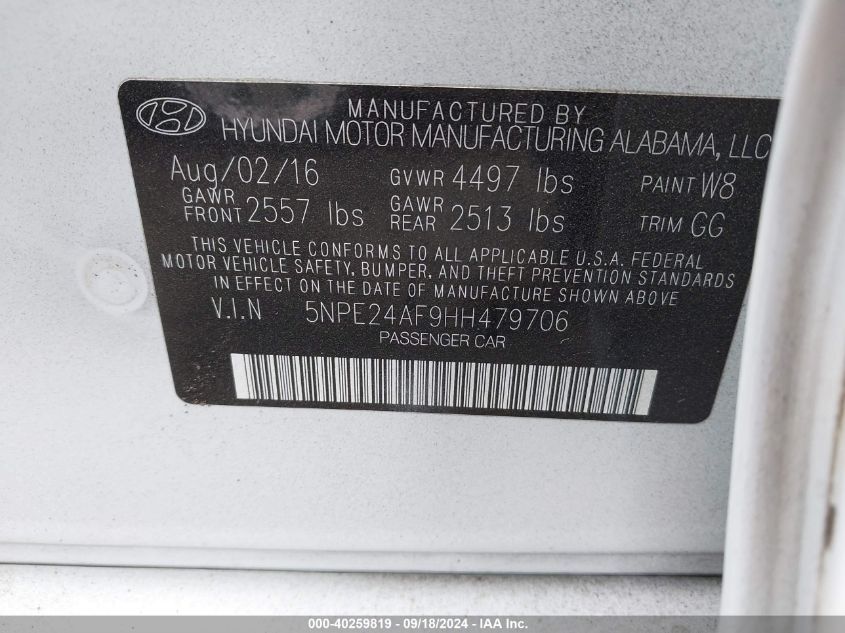 MANUFACTURED BY
HYUNDAI MOTOR MANUFACTURING ALABAMA, LLC
Aug/02/16 GVWR 4497 lbs PAINT W8
GAWR FRONT 2557 lbs GAWR REAR 2513 lbs TRIM GG
THIS VEHICLE CONFORMS TO ALL APPLICABLE U.S.A. FEDERAL
MOTOR VEHICLE SAFETY, BUMPER, AND THEFT PREVENTION STANDARDS
IN EFFECT ON THE DATE OF MANUFACTURE SHOWN ABOVE.
V.I.N 5NPE24AF9HH479706
PASSENGER CAR
000-40259819 - 09/18/2024 - IAA Inc.